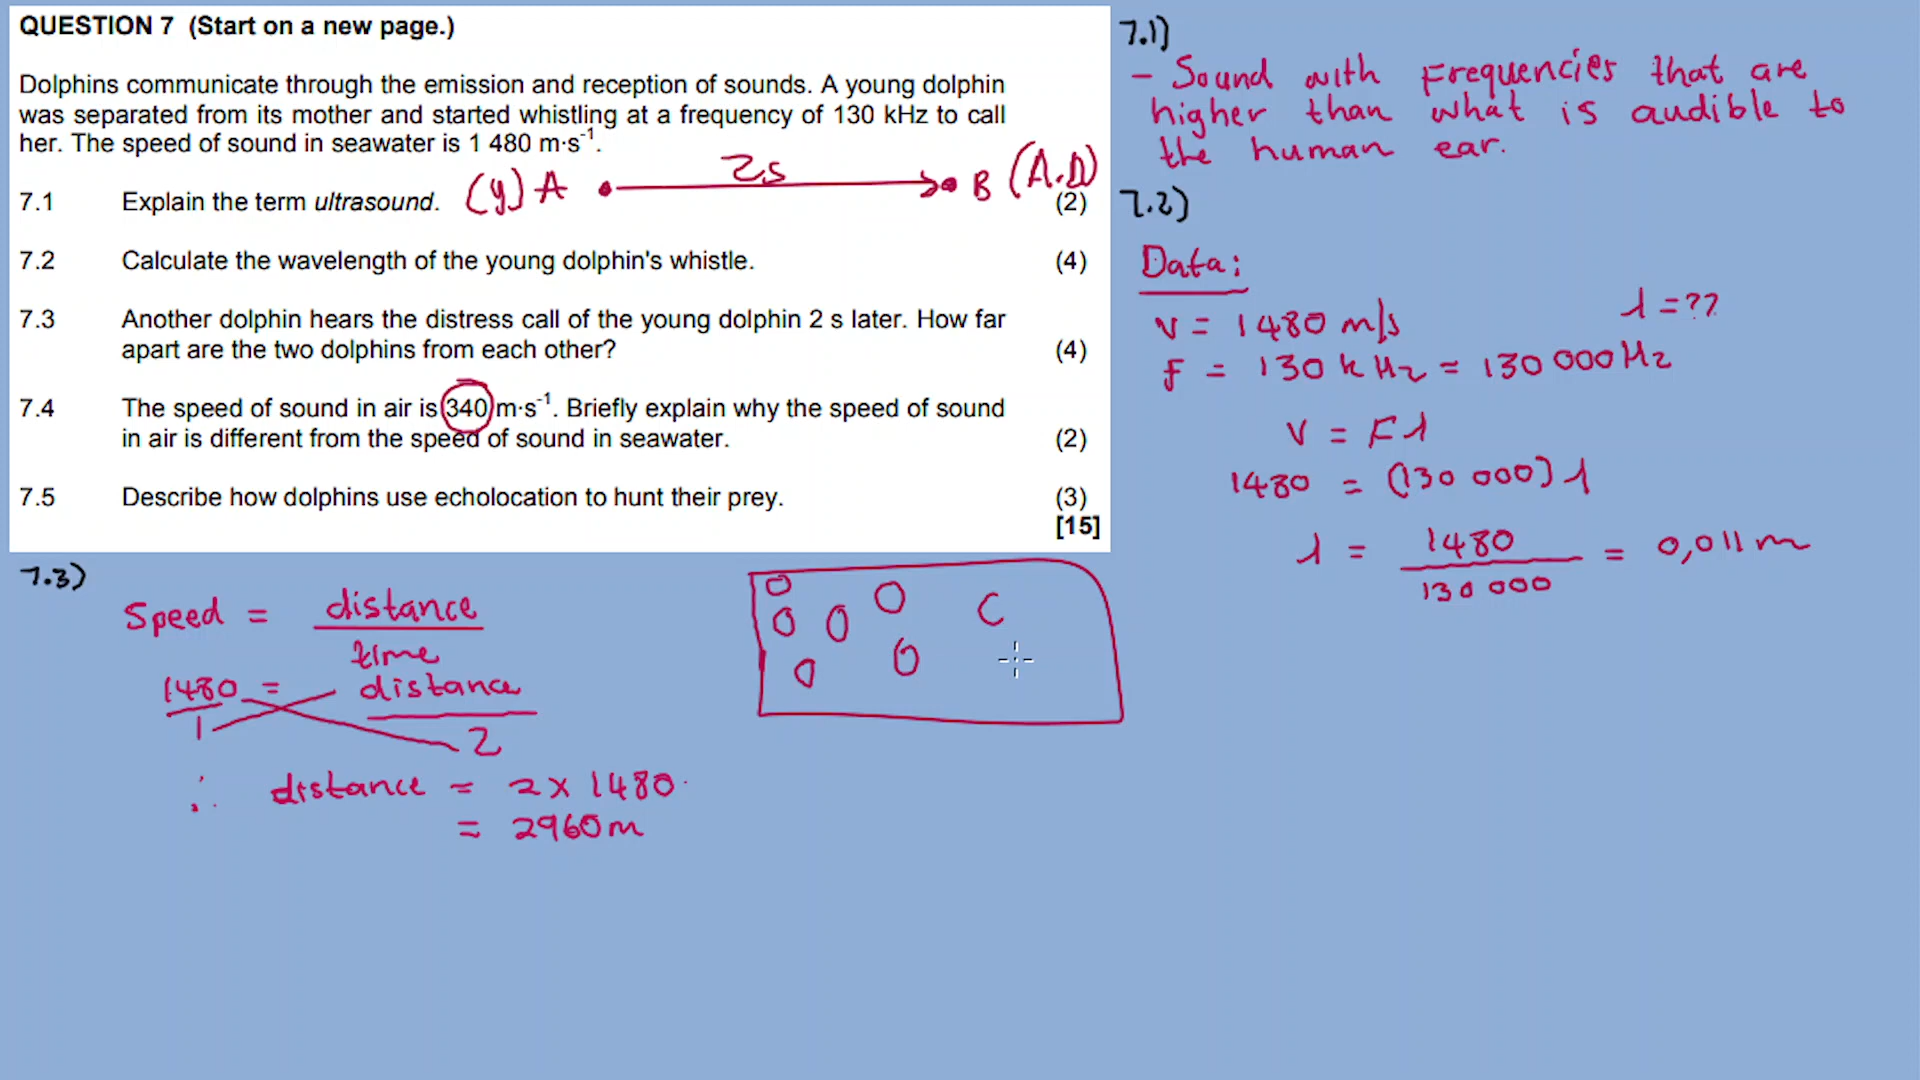 QUESTION 7 (Start on a new page.)
Dolphins communicate through the emission and reception of sounds. A young dolphin
was separated from its mother and started whistling at a frequency of 130 kHz to call
her. The speed of sound in seawater is 1 480 m·s⁻¹.
(y) A 2s B (A.D)
7.1 Explain the term ultrasound. (2)
7.2 Calculate the wavelength of the young dolphin's whistle. (4)
7.3 Another dolphin hears the distress call of the young dolphin 2 s later. How far
apart are the two dolphins from each other? (4)
7.4 The speed of sound in air is 340 m·s⁻¹. Briefly explain why the speed of sound
in air is different from the speed of sound in seawater. (2)
7.5 Describe how dolphins use echolocation to hunt their prey. (3)
[15]
7.1)
- Sound with Frequencies that are
higher than what is audible to
the human ear.
7.2)
Data:
v = 1480 m/s λ = ??
F = 130 kHz = 130 000 Hz
v = Fλ
1480 = (130 000) λ
λ = 1480 / 130 000 = 0,011 m
7.3)
Speed = distance / time
1480 / 1 = distance / 2
∴ distance = 2 x 1480
= 2960 m